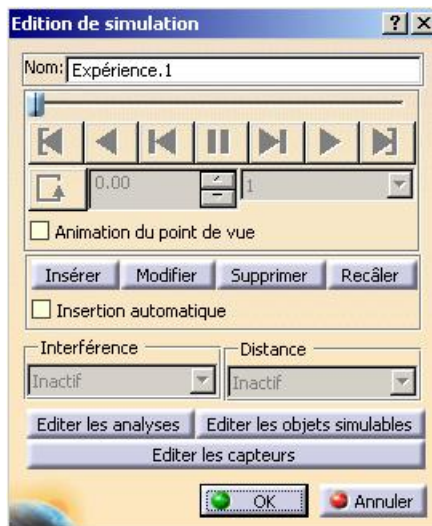 Edition de simulation
Nom: Expérience.1
0.00 1
Animation du point de vue
Insérer Modifier Supprimer Recâler
Insertion automatique
Interférence Distance
Inactif Inactif
Editer les analyses Editer les objets simulables
Editer les capteurs
OK Annuler